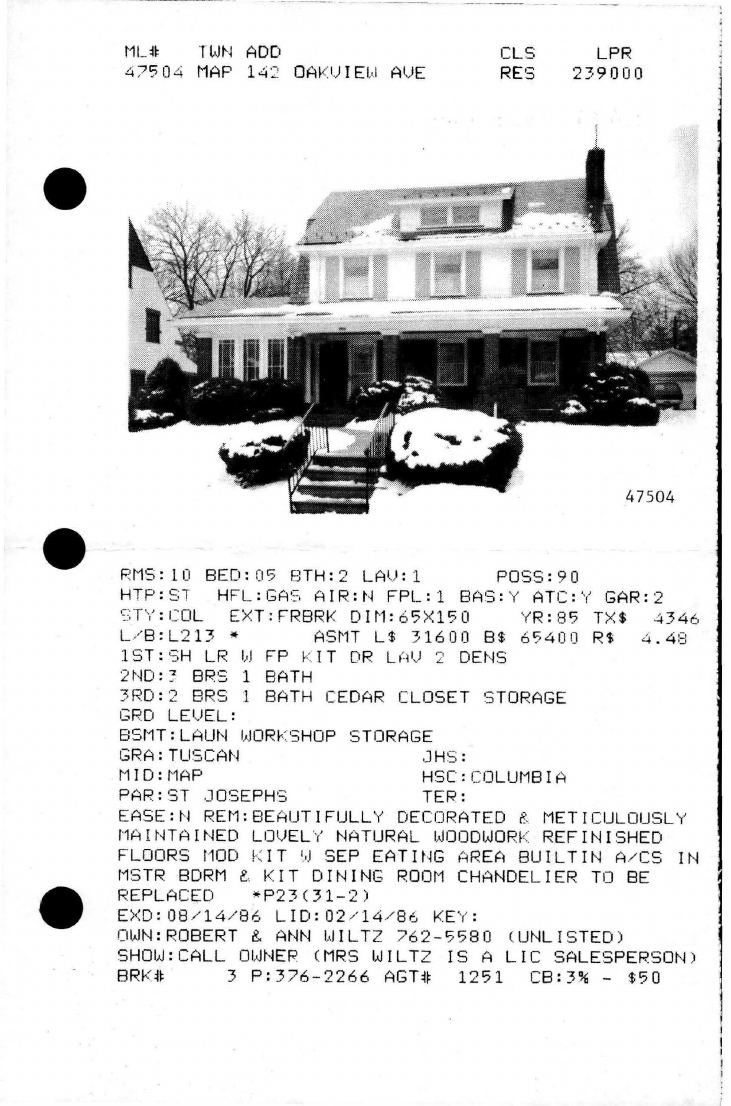 ML# TWN ADD CLS LPR
47504 MAP 142 OAKVIEW AVE RES 239000
47504
RMS:10 BED:05 BTH:2 LAV:1 POSS:90
HTP:ST HFL:GAS AIR:N FPL:1 BAS:Y ATC:Y GAR:2
STY:COL EXT:FRBRK DIM:65X150 YR:85 TX$ 4346
L/B:L213 * ASMT L$ 31600 B$ 65400 R$ 4.48
1ST:SH LR W FP KIT DR LAV 2 DENS
2ND:3 BRS 1 BATH
3RD:2 BRS 1 BATH CEDAR CLOSET STORAGE
GRD LEVEL:
BSMT:LAUN WORKSHOP STORAGE
GRA:TUSCAN JHS:
MID:MAP HSC:COLUMBIA
PAR:ST JOSEPHS TER:
EASE:N REM:BEAUTIFULLY DECORATED & METICULOUSLY
MAINTAINED LOVELY NATURAL WOODWORK REFINISHED
FLOORS MOD KIT W SEP EATING AREA BUILTIN A/CS IN
MSTR BDRM & KIT DINING ROOM CHANDELIER TO BE
REPLACED *P23(31-2)
EXD:08/14/86 LID:02/14/86 KEY:
OWN:ROBERT & ANN WILTZ 762-5580 (UNLISTED)
SHOW:CALL OWNER (MRS WILTZ IS A LIC SALESPERSON)
BRK# 3 P:376-2266 AGT# 1251 CB:3% - $50